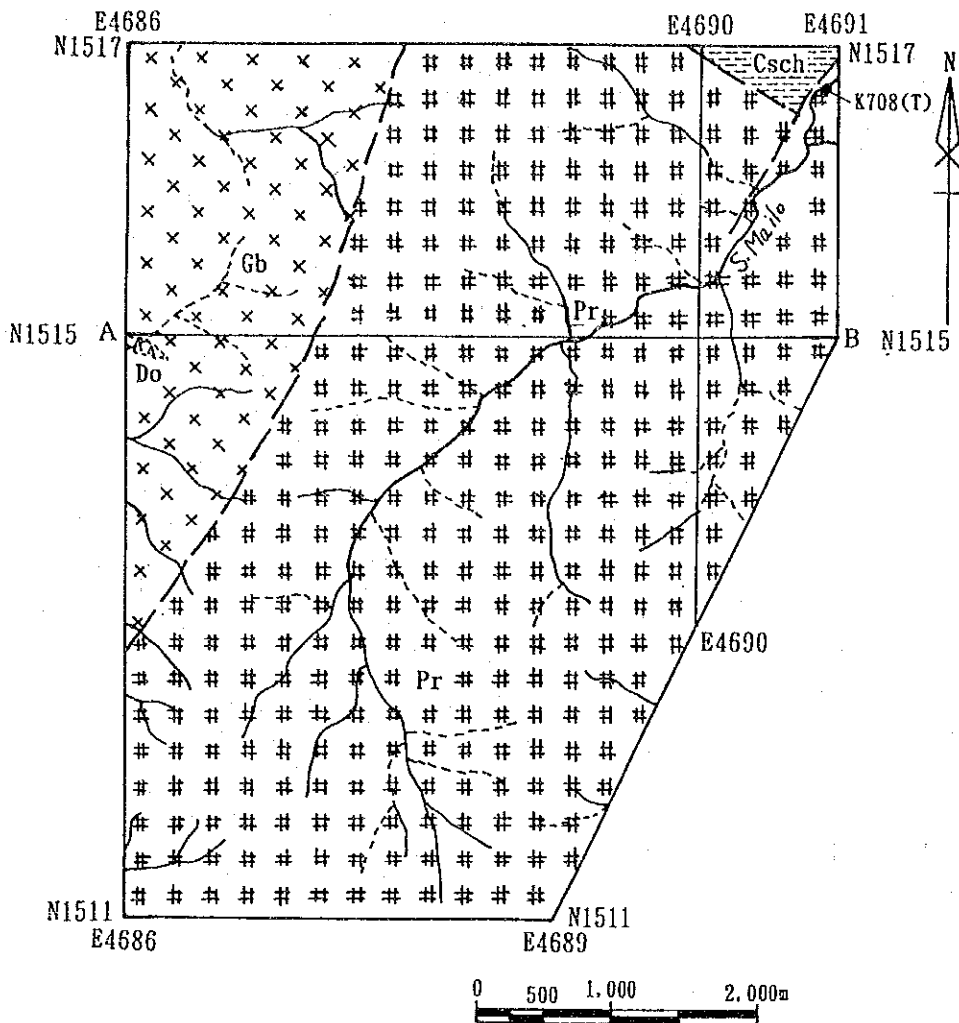 E4686 E4690 E4691
N1517 N1517
Csch
N
K708(T)
S. Mailo
Gb
Pr
N1515 A B N1515
Do
E4690
Pr
N1511 N1511
E4686 E4689
0 500 1,000 2,000m